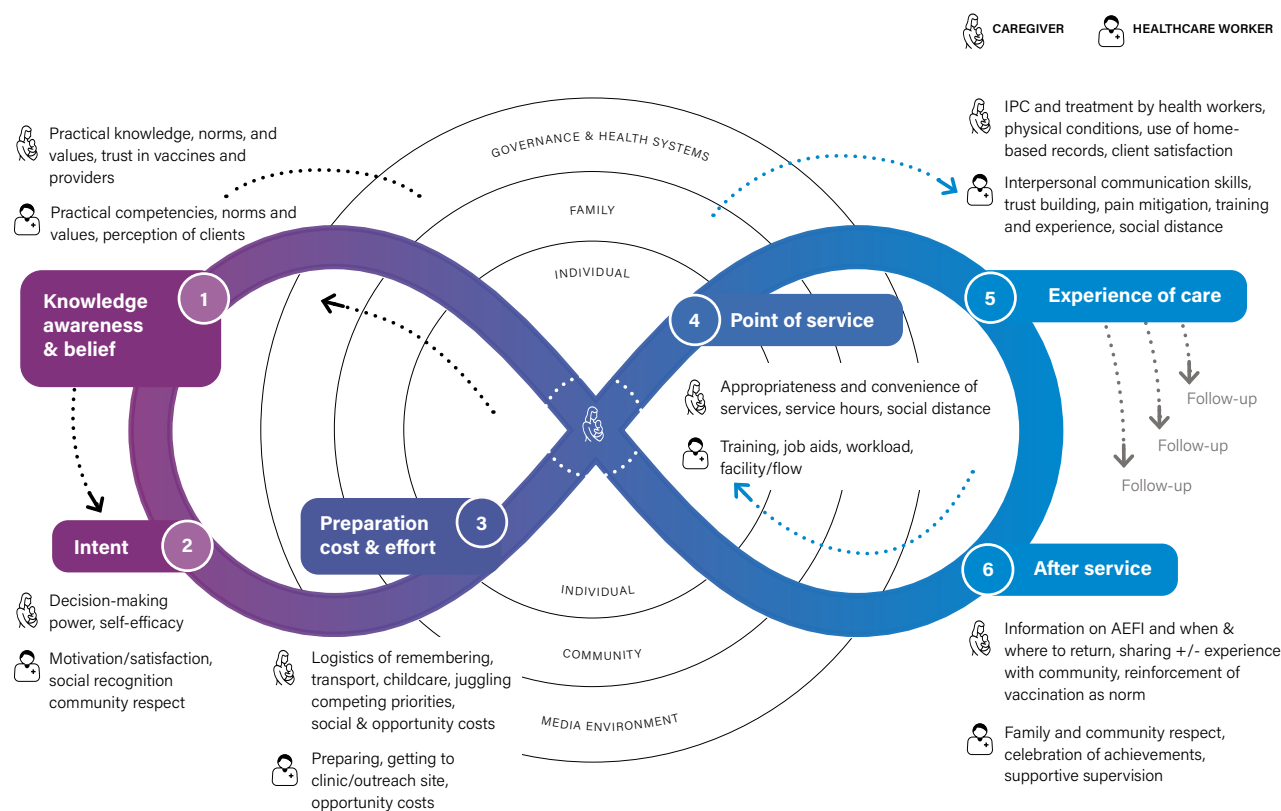 CAREGIVER
HEALTHCARE WORKER
Practical knowledge, norms, and
values, trust in vaccines and
providers
Practical competencies, norms and
values, perception of clients
GOVERNANCE & HEALTH SYSTEMS
FAMILY
INDIVIDUAL
IPC and treatment by health workers,
physical conditions, use of home-
based records, client satisfaction
Interpersonal communication skills,
trust building, pain mitigation, training
and experience, social distance
Knowledge
awareness
& belief
1
4
Point of service
5
Experience of care
Appropriateness and convenience of
services, service hours, social distance
Training, job aids, workload,
facility/flow
Follow-up
Follow-up
Follow-up
Intent
2
Preparation
cost & effort
3
6
After service
Decision-making
power, self-efficacy
Motivation/satisfaction,
social recognition
community respect
Logistics of remembering,
transport, childcare, juggling
competing priorities,
social & opportunity costs
Preparing, getting to
clinic/outreach site,
opportunity costs
INDIVIDUAL
COMMUNITY
MEDIA ENVIRONMENT
Information on AEFI and when &
where to return, sharing +/- experience
with community, reinforcement of
vaccination as norm
Family and community respect,
celebration of achievements,
supportive supervision